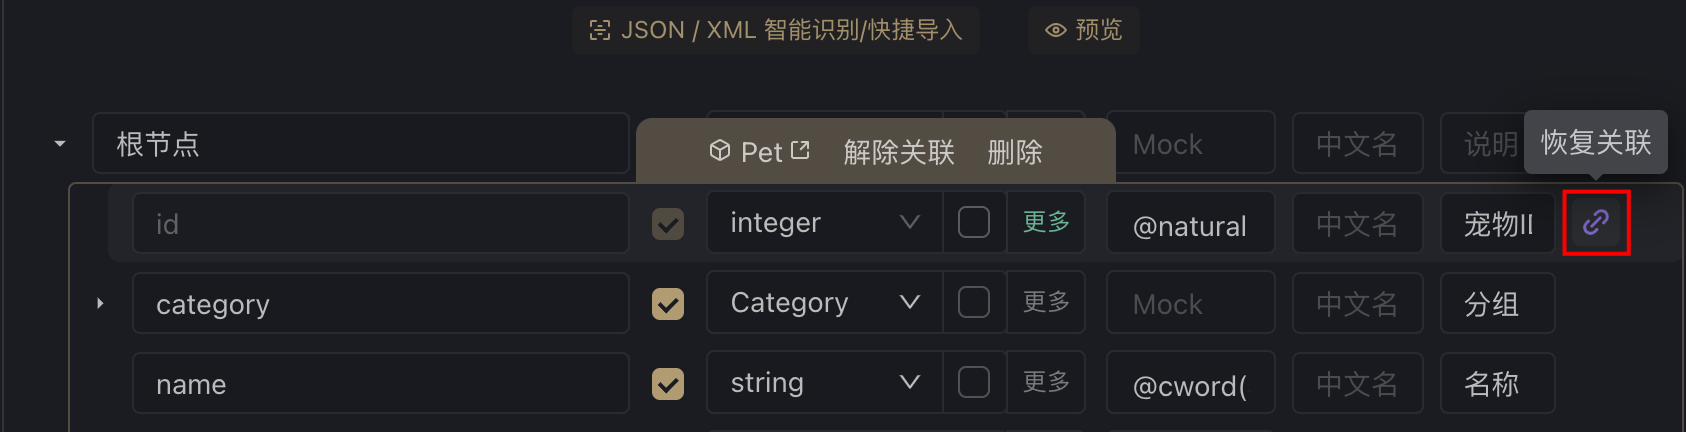 JSON / XML 智能识别/快捷导入 预览
根节点 Pet 解除关联 删除 Mock 中文名 说明 恢复关联
id integer 更多 @natural 中文名 宠物
category Category 更多 Mock 中文名 分组
name string 更多 @cword( 中文名 名称